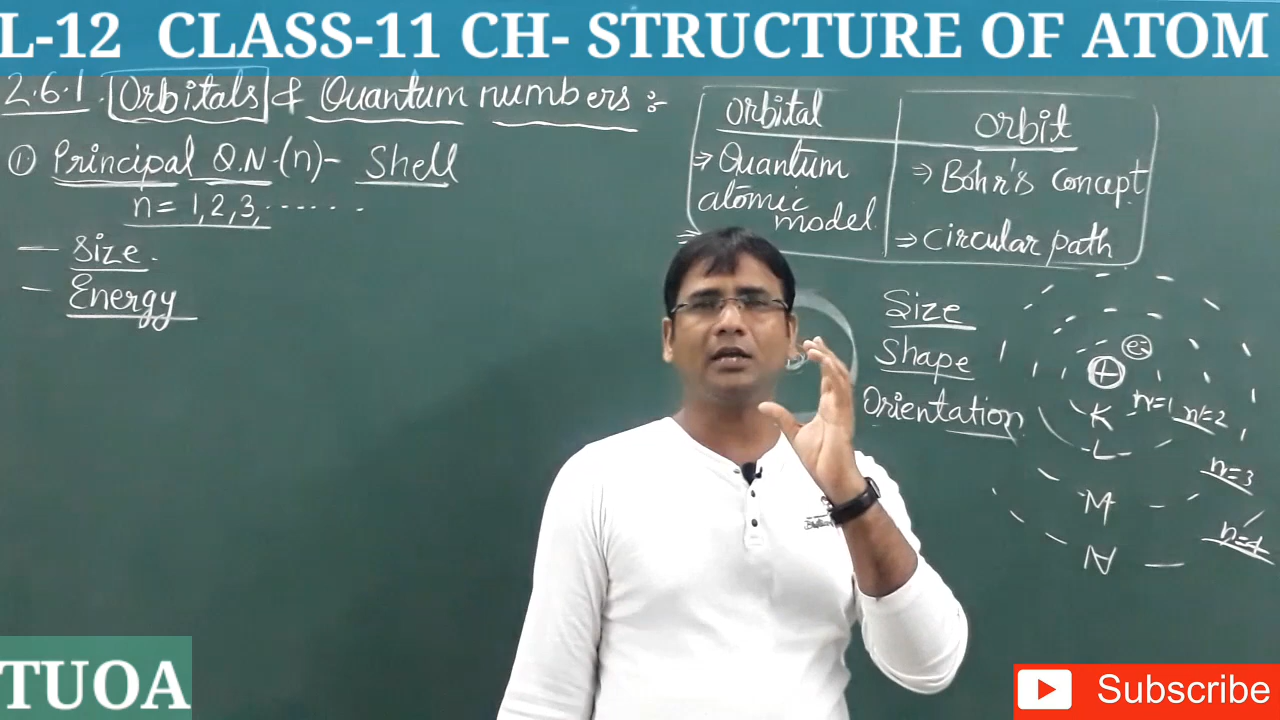 L-12 CLASS-11 CH- STRUCTURE OF ATOM
2.6.1. Orbitals & Quantum numbers :-
① Principal Q.N.(n)- Shell
n= 1,2,3,.......
— Size.
— Energy
Orbital
⇒ Quantum
atomic
model.
⇒
Orbit
⇒ Bohr's concept
⇒ Circular path
Size
Shape
Orientation
+
e-
K n=1
L n=2
M n=3
N n=4
TUOA
Subscribe